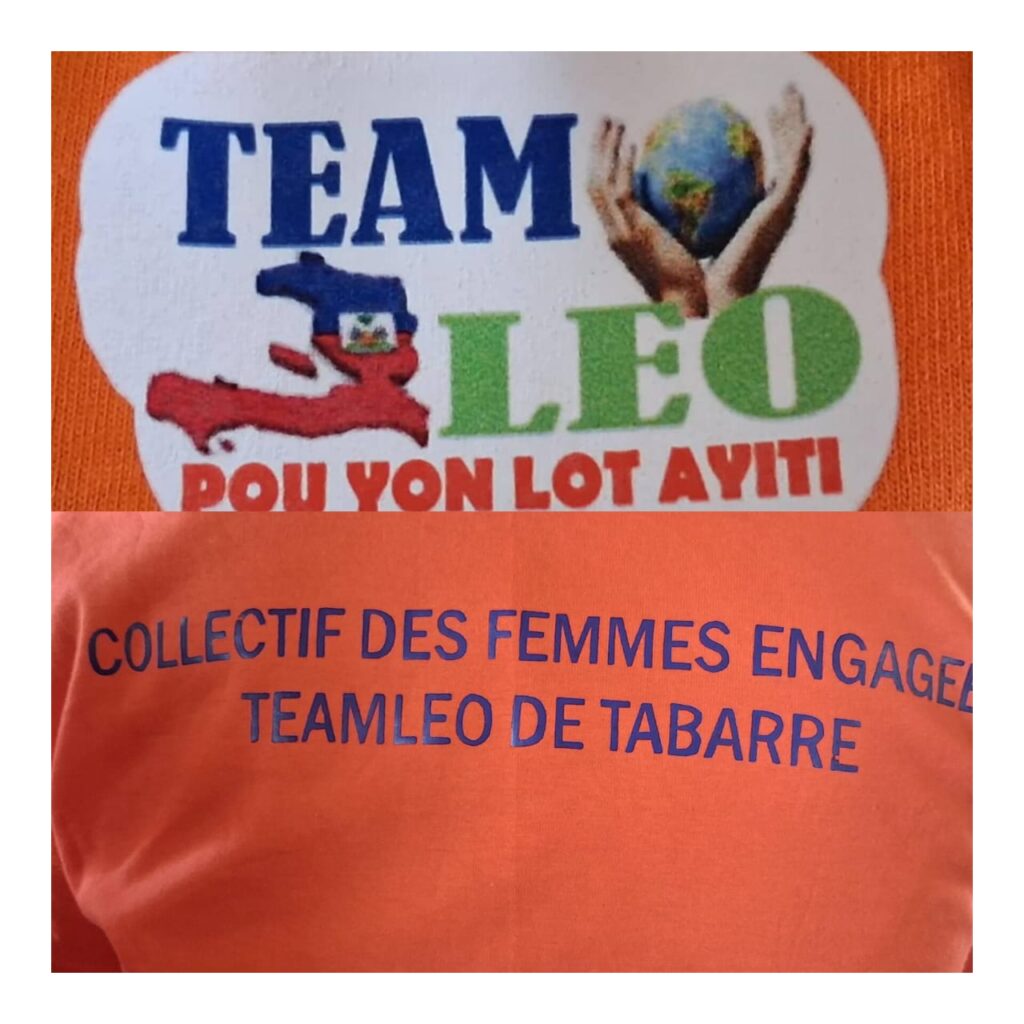 TEAM
LEO
POU YON LOT AYITI
COLLECTIF DES FEMMES ENGAGEE
TEAMLEO DE TABARRE